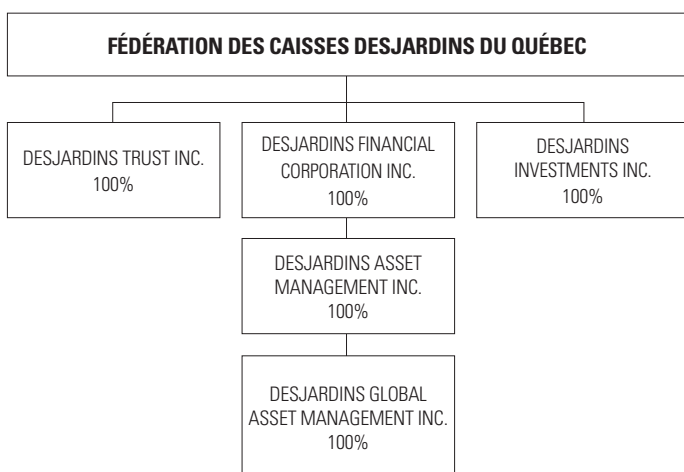 FÉDÉRATION DES CAISSES DESJARDINS DU QUÉBEC
DESJARDINS TRUST INC.
100%
DESJARDINS FINANCIAL
CORPORATION INC.
100%
DESJARDINS
INVESTMENTS INC.
100%
DESJARDINS ASSET
MANAGEMENT INC.
100%
DESJARDINS GLOBAL
ASSET MANAGEMENT INC.
100%